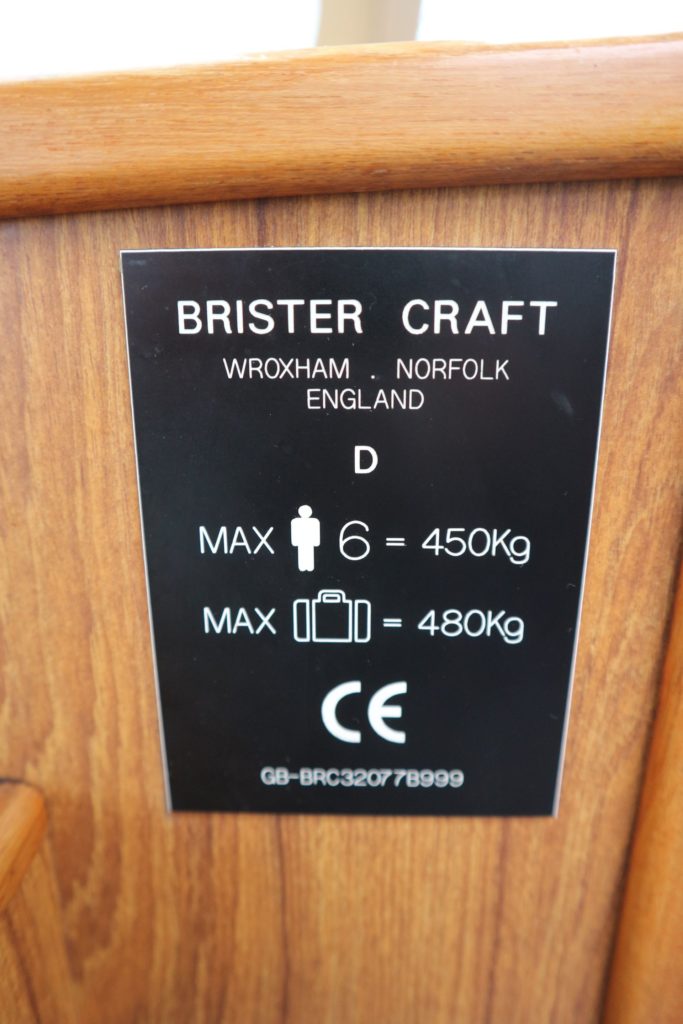 BRISTER CRAFT
WROXHAM . NORFOLK
ENGLAND
D
MAX 6 = 450Kg
MAX = 480Kg
CE
GB-BRC32077B999